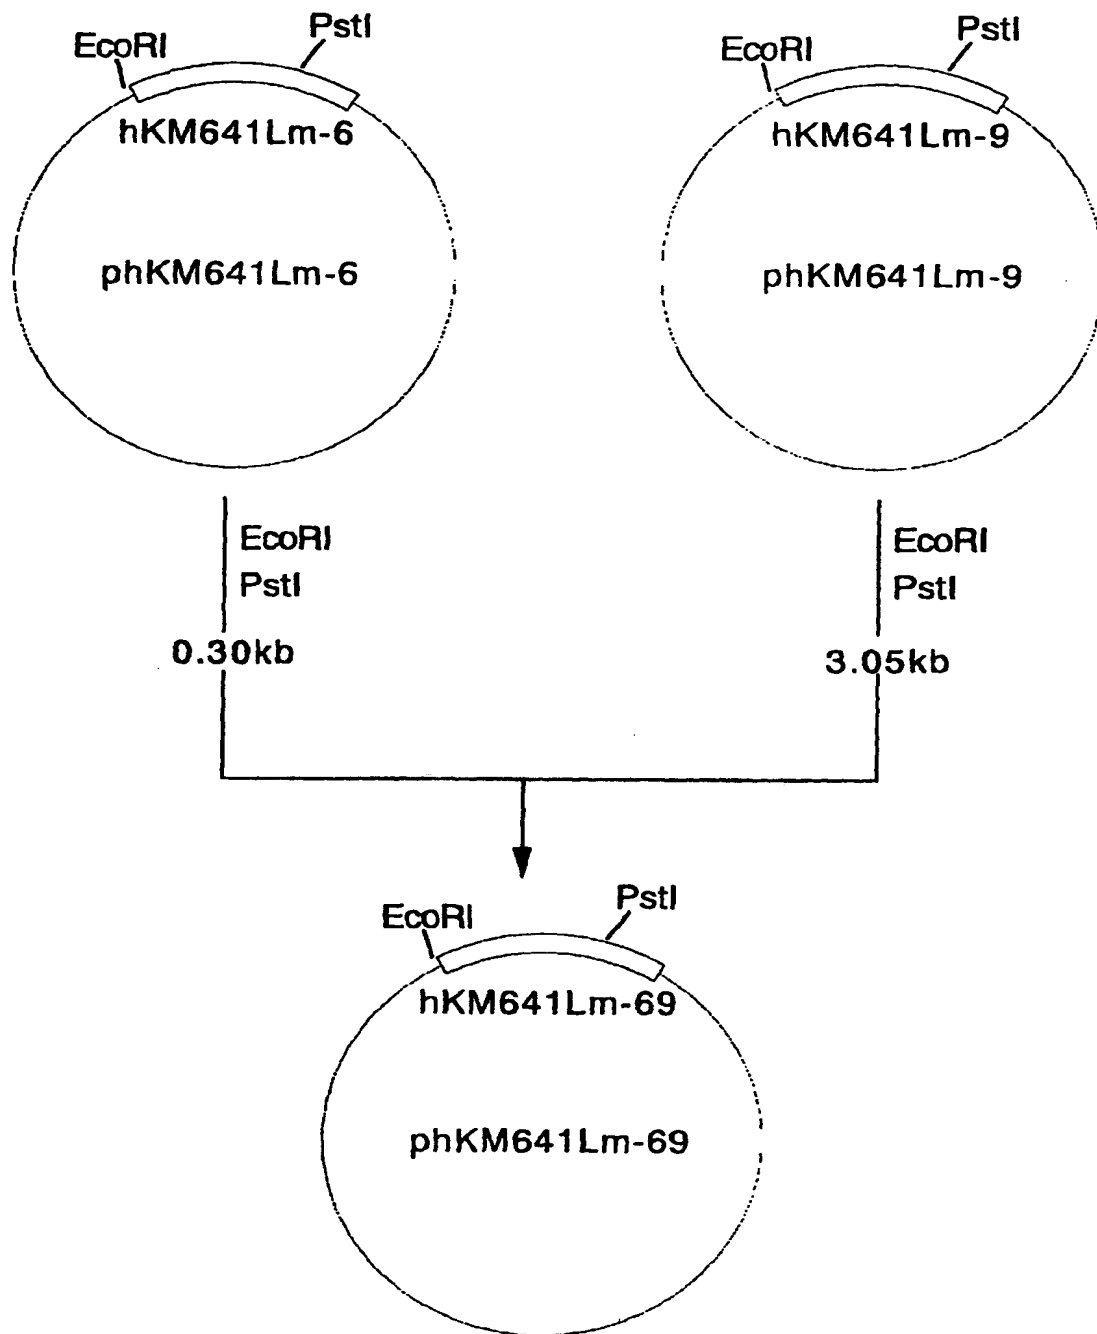 EcoRI
PstI
hKM641Lm-6
phKM641Lm-6
EcoRI
PstI
hKM641Lm-9
phKM641Lm-9
EcoRI
PstI
0.30kb
EcoRI
PstI
3.05kb
EcoRI
PstI
hKM641Lm-69
phKM641Lm-69